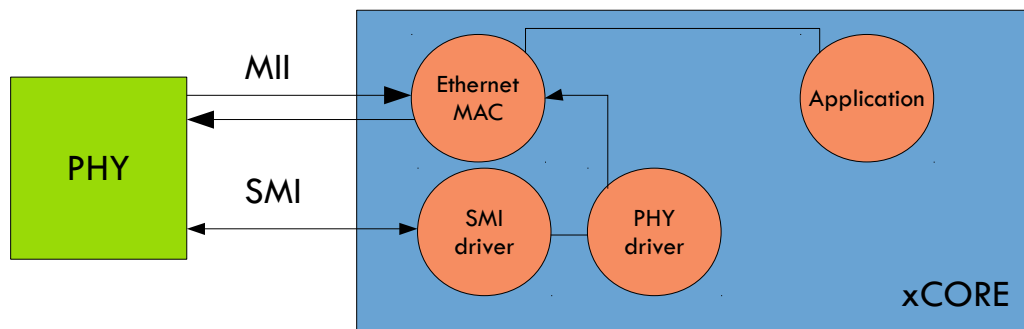 MII
Ethernet
MAC
Application
PHY
SMI
SMI
driver
PHY
driver
xCORE